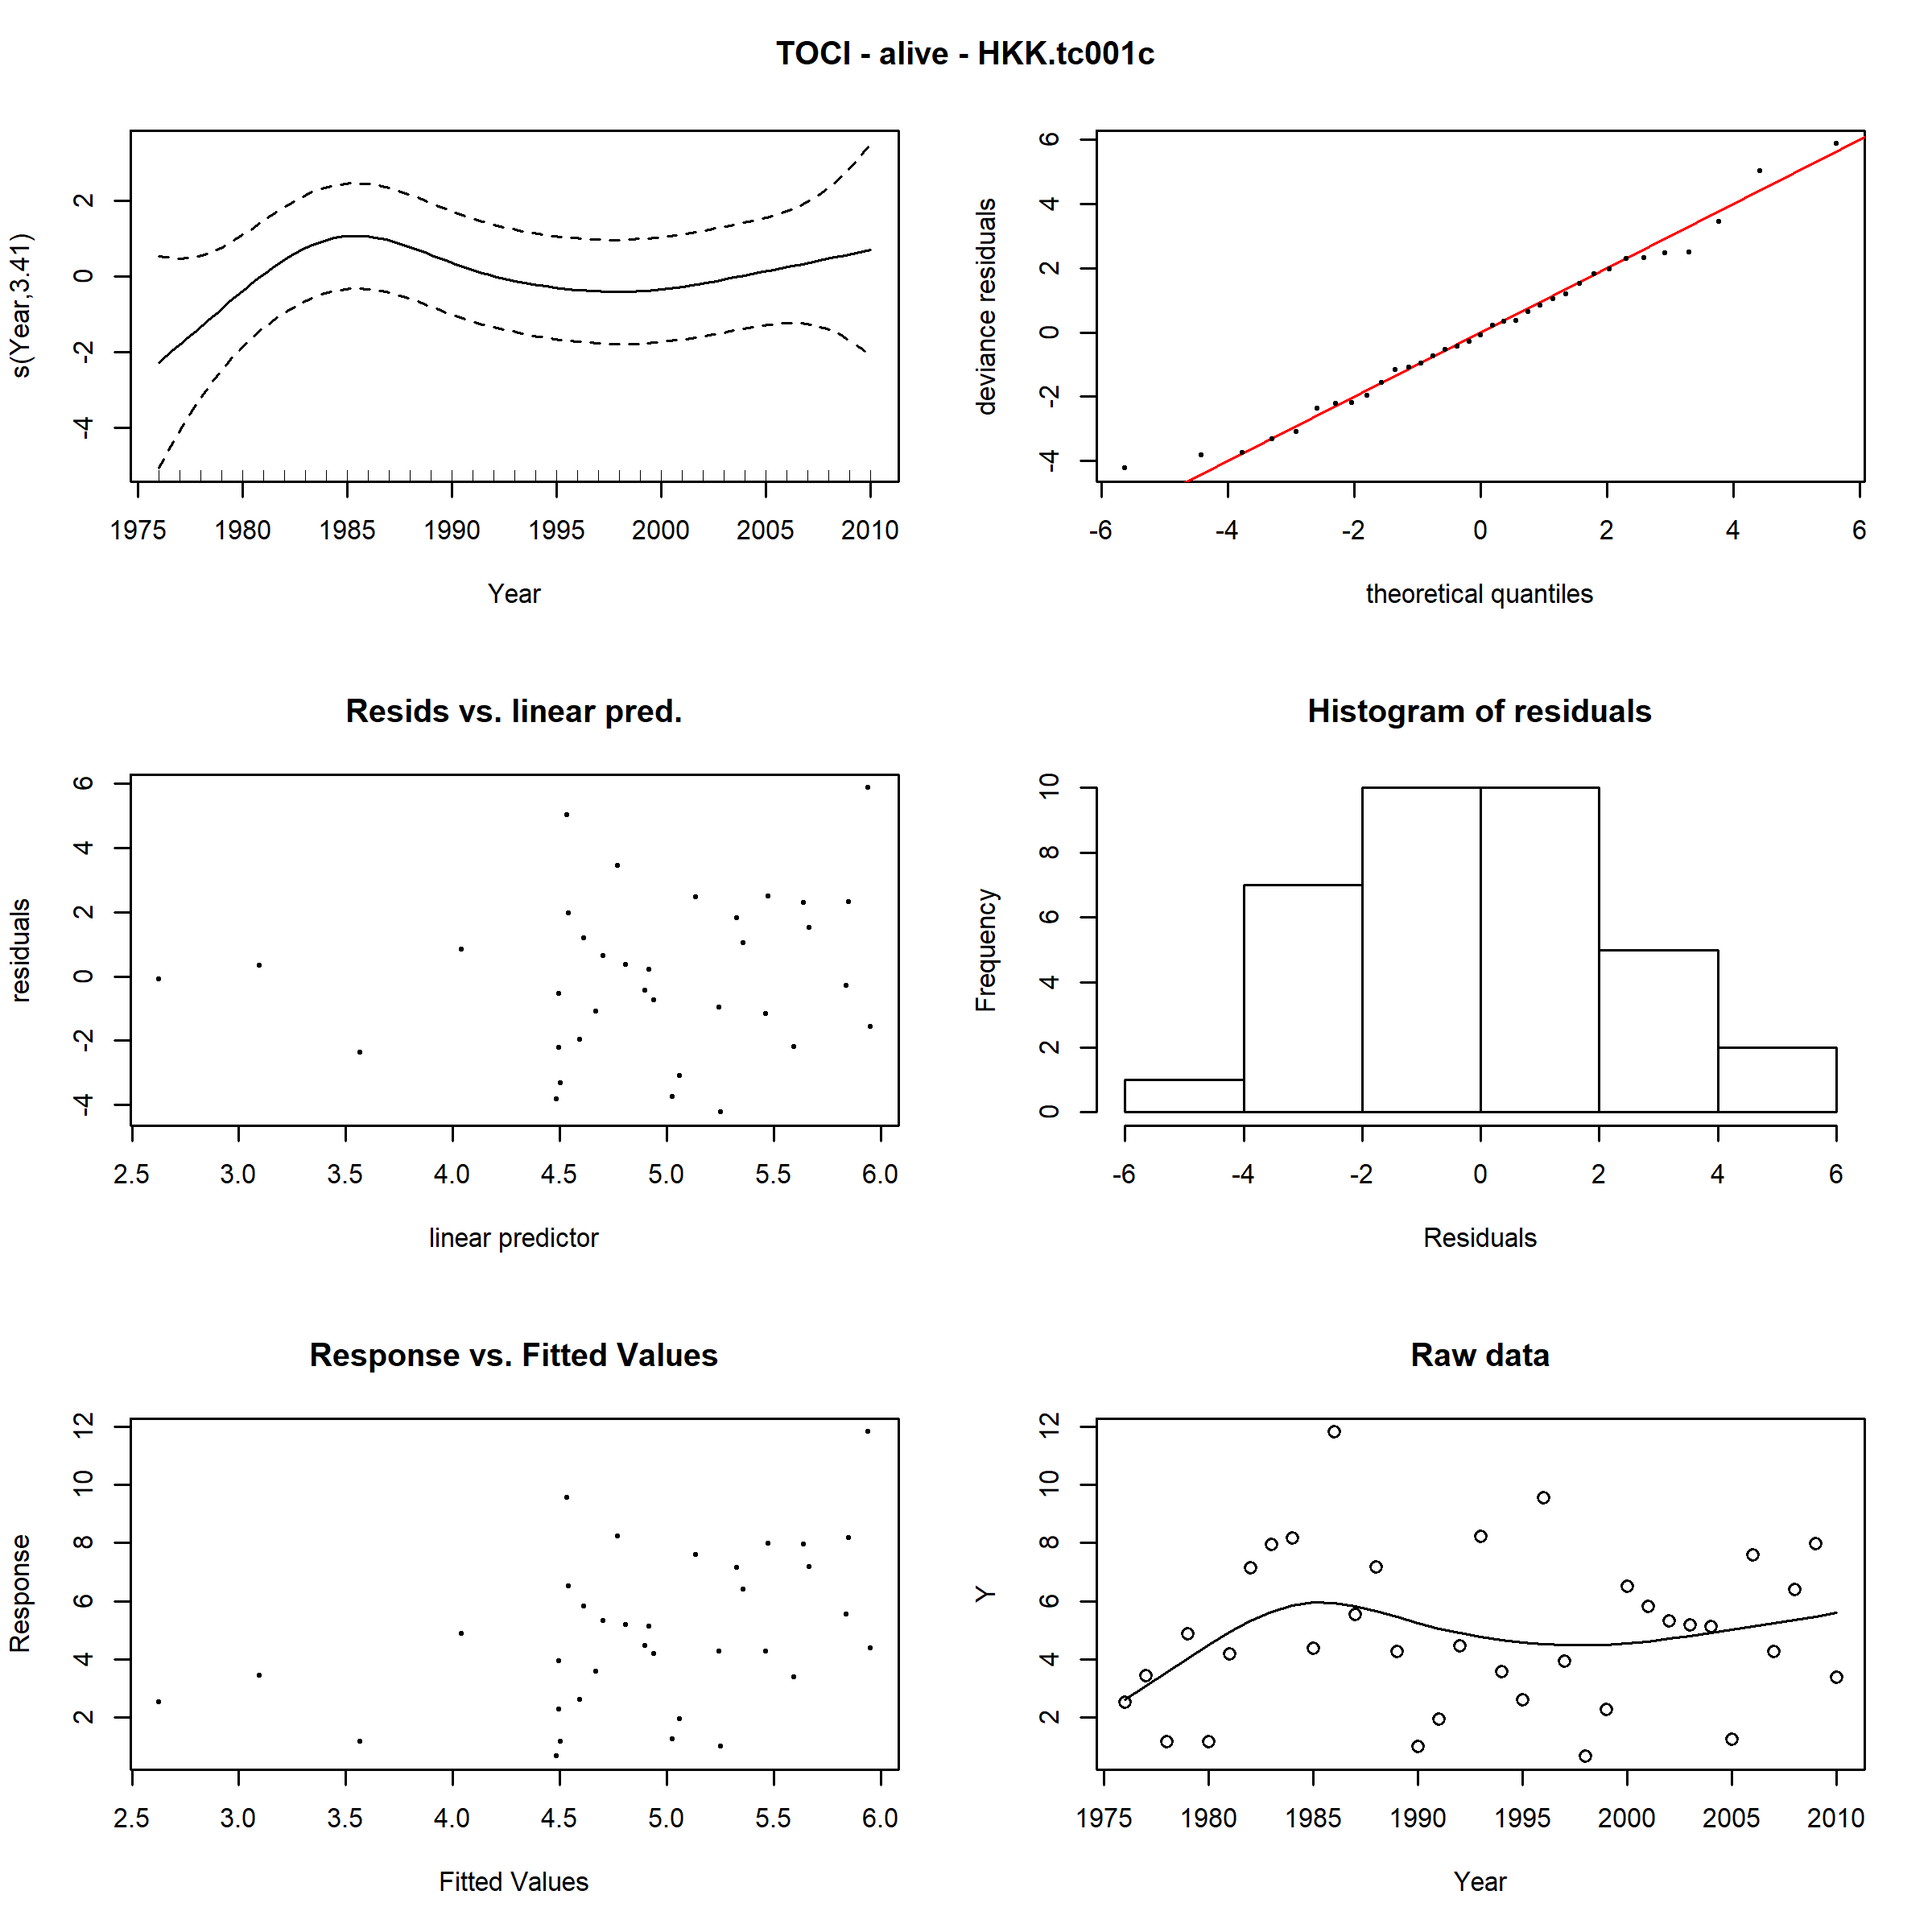 TOCI - alive - HKK.tc001c
s(Year,3.41)
2
0
-2
-4
1975 1980 1985 1990 1995 2000 2005 2010
Year
deviance residuals
6
4
2
0
-2
-4
-6 -4 -2 0 2 4 6
theoretical quantiles
Resids vs. linear pred.
residuals
6
4
2
0
-2
-4
2.5 3.0 3.5 4.0 4.5 5.0 5.5 6.0
linear predictor
Histogram of residuals
Frequency
10
8
6
4
2
0
-6 -4 -2 0 2 4 6
Residuals
Response vs. Fitted Values
Response
12
10
8
6
4
2
2.5 3.0 3.5 4.0 4.5 5.0 5.5 6.0
Fitted Values
Raw data
Y
12
10
8
6
4
2
1975 1980 1985 1990 1995 2000 2005 2010
Year